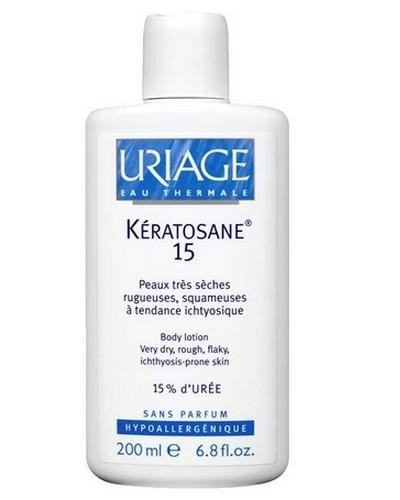 URIAGE
EAU THERMALE
KÉRATOSANE®
15
Peaux très sèches
rugueuses, squameuses
à tendance ichtyosique
Body lotion
Very dry, rough, flaky,
ichthyosis-prone skin
15% d'URÉE
SANS PARFUM
HYPOALLERGÉNIQUE
200 ml e 6.8 fl.oz.